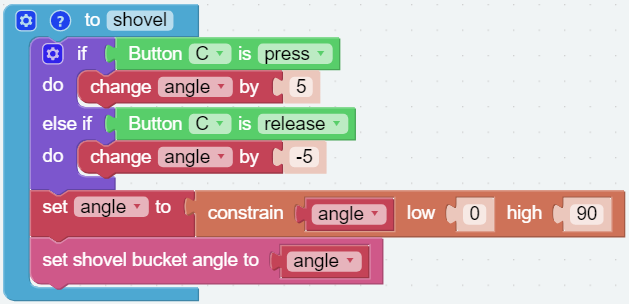 ? to shovel
if Button C is press
do change angle by 5
else if Button C is release
do change angle by -5
set angle to constrain angle low 0 high 90
set shovel bucket angle to angle